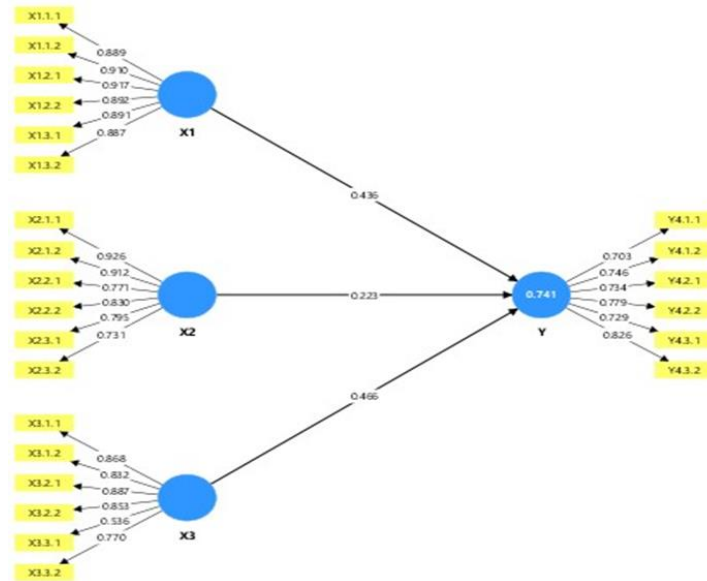 X1.1.1
X1.1.2
X1.2.1
X1.2.2
X1.3.1
X1.3.2
0.889
0.910
0.917
0.892
0.891
0.887
X1
0.436
X2.1.1
X2.1.2
X2.2.1
X2.2.2
X2.3.1
X2.3.2
0.926
0.912
0.771
0.830
0.795
0.731
X2
0.223
0.741
Y
0.703
0.746
0.734
0.779
0.729
0.826
Y4.1.1
Y4.1.2
Y4.2.1
Y4.2.2
Y4.3.1
Y4.3.2
0.466
X3.1.1
X3.1.2
X3.2.1
X3.2.2
X3.3.1
X3.3.2
0.868
0.832
0.887
0.853
0.536
0.770
X3